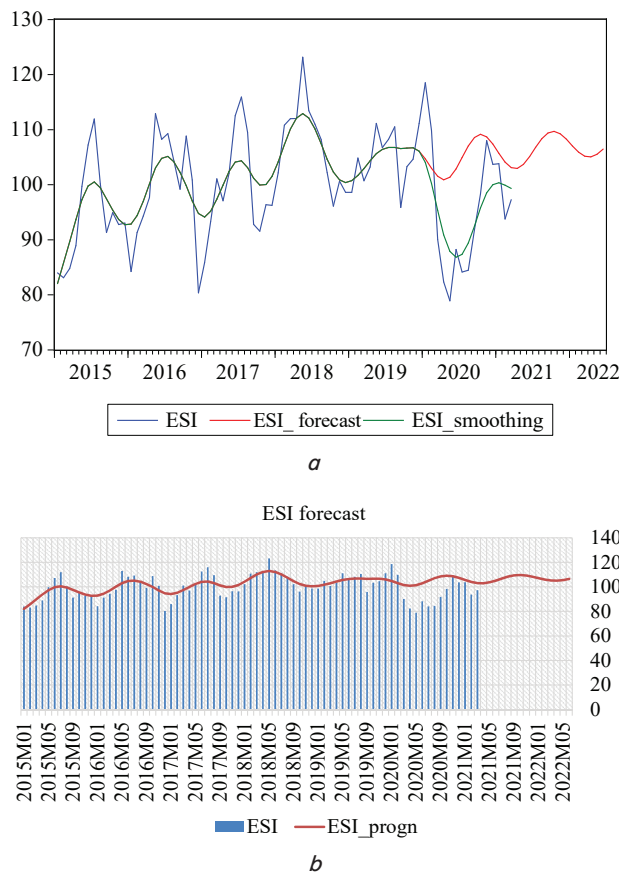 130
120
110
100
90
80
70
2015 2016 2017 2018 2019 2020 2021 2022
ESI ESI_ forecast ESI_smoothing
a
ESI forecast
140
120
100
80
60
40
20
0
2015M01 2015M05 2015M09 2016M01 2016M05 2016M09 2017M01 2017M05 2017M09 2018M01 2018M05 2018M09 2019M01 2019M05 2019M09 2020M01 2020M05 2020M09 2021M01 2021M05 2021M09 2022M01 2022M05
ESI ESI_progn
b